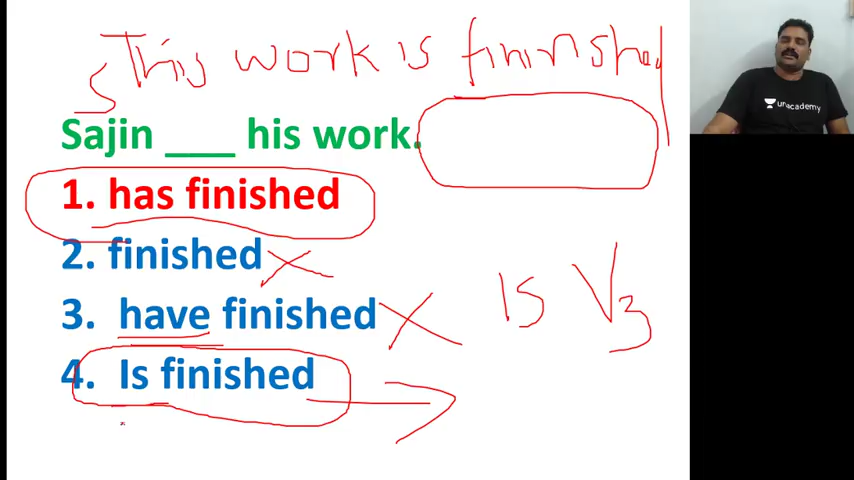 This work is finished
S
Sajin ___ his work.
1. has finished
2. finished
3. have finished
4. Is finished
is V3
unacademy